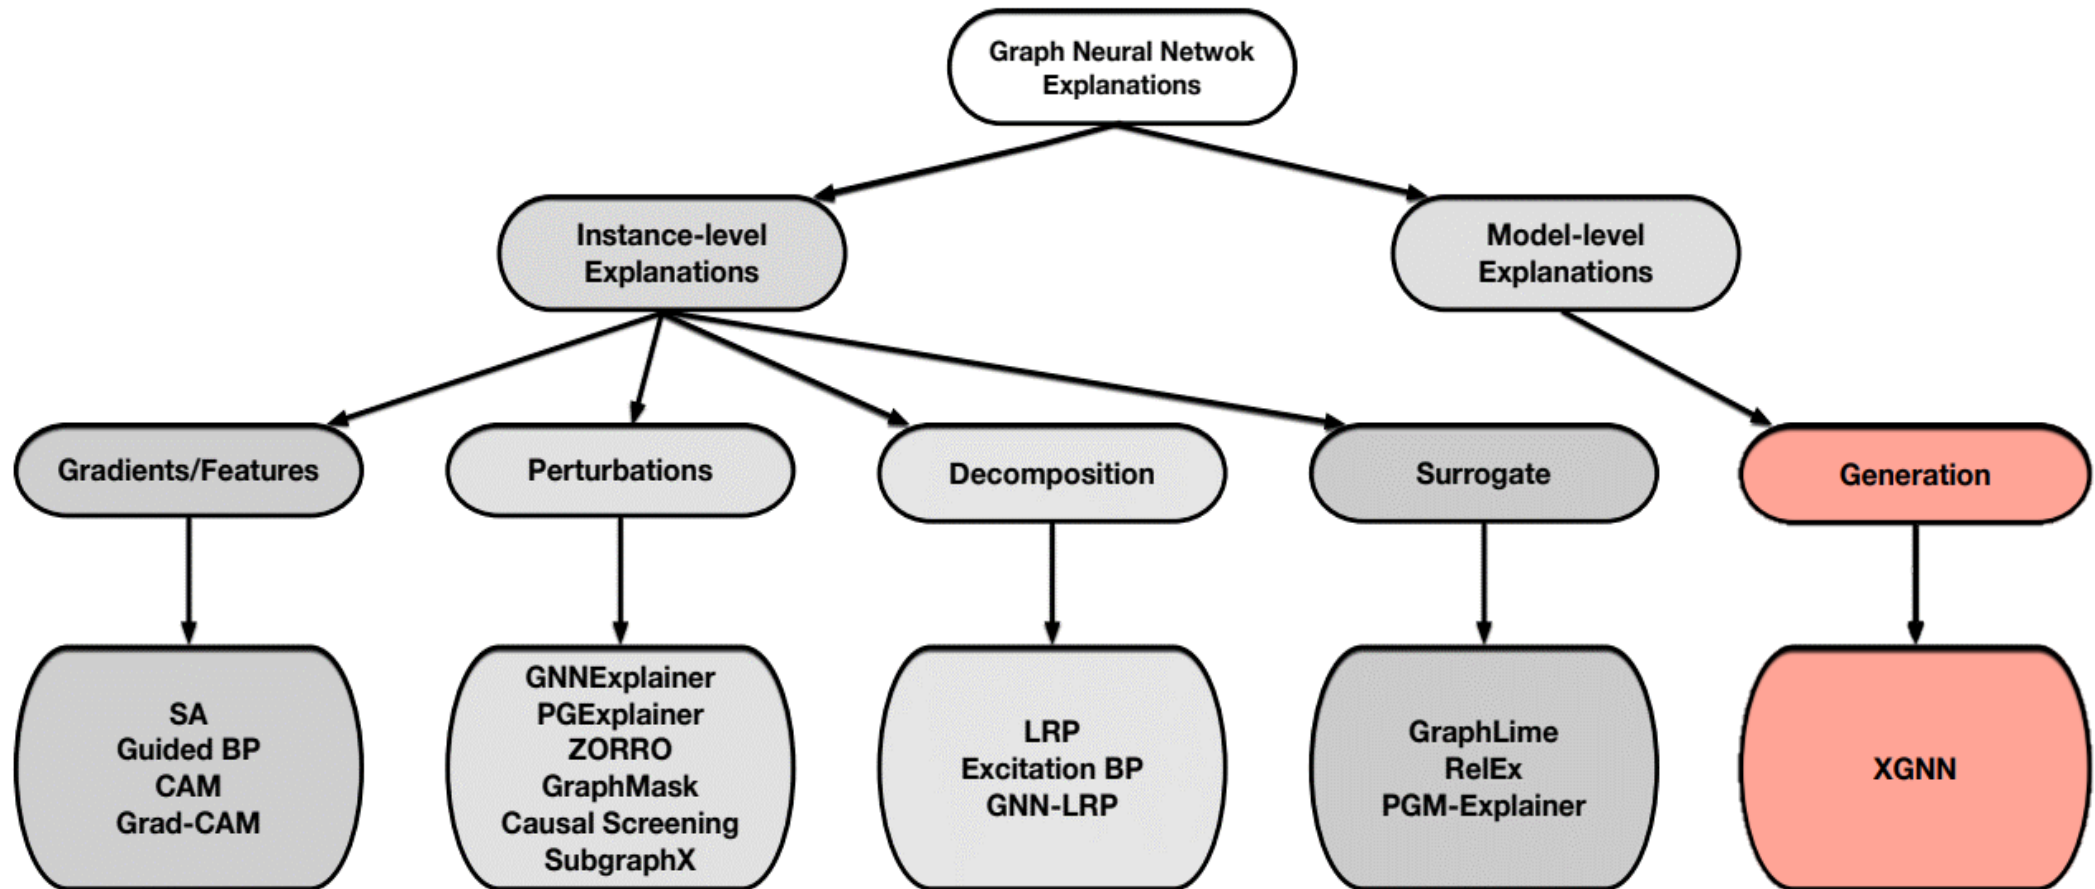 Graph Neural Netwok
Explanations
Instance-level
Explanations
Model-level
Explanations
Gradients/Features
Perturbations
Decomposition
Surrogate
Generation
SA
Guided BP
CAM
Grad-CAM
GNNExplainer
PGExplainer
ZORRO
GraphMask
Causal Screening
SubgraphX
LRP
Excitation BP
GNN-LRP
GraphLime
RelEx
PGM-Explainer
XGNN